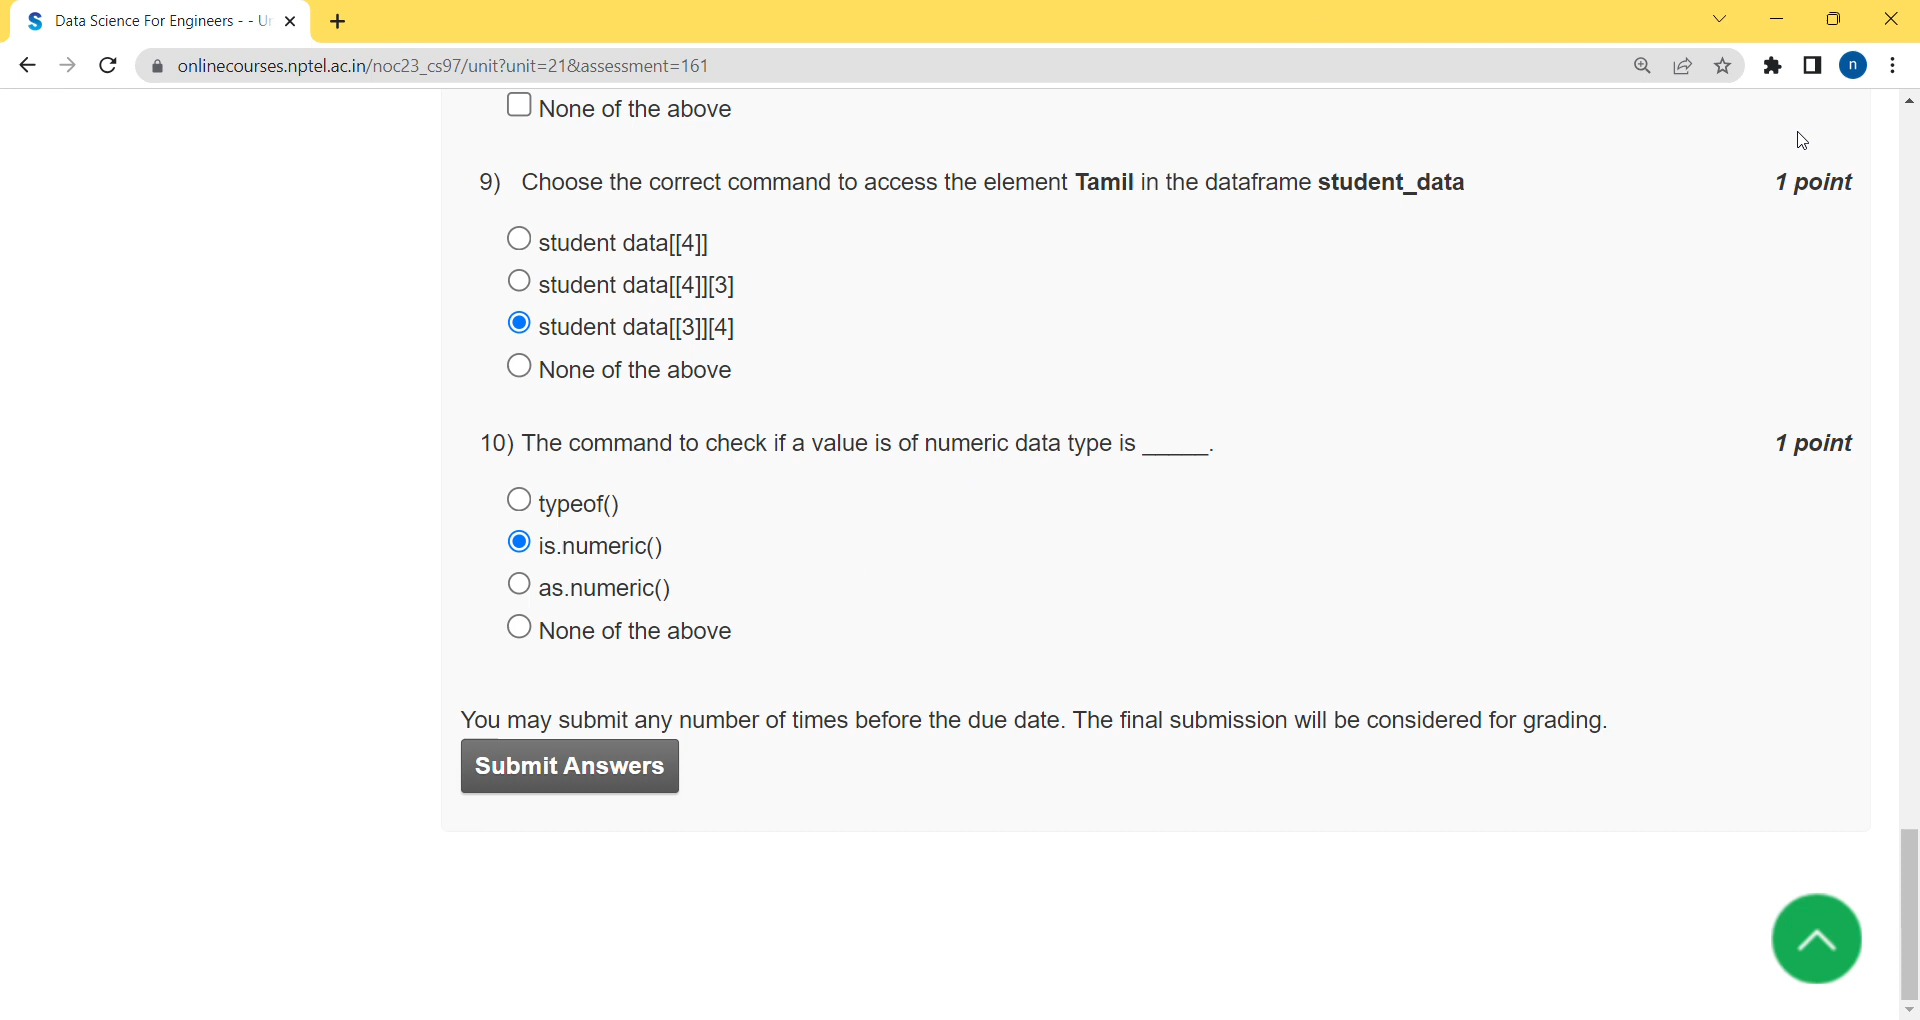 Data Science For Engineers - - Un
onlinecourses.nptel.ac.in/noc23_cs97/unit?unit=21&assessment=161
n
None of the above
9) Choose the correct command to access the element Tamil in the dataframe student_data 1 point
student data[[4]]
student data[[4]][3]
student data[[3]][4]
None of the above
10) The command to check if a value is of numeric data type is _____. 1 point
typeof()
is.numeric()
as.numeric()
None of the above
You may submit any number of times before the due date. The final submission will be considered for grading.
Submit Answers